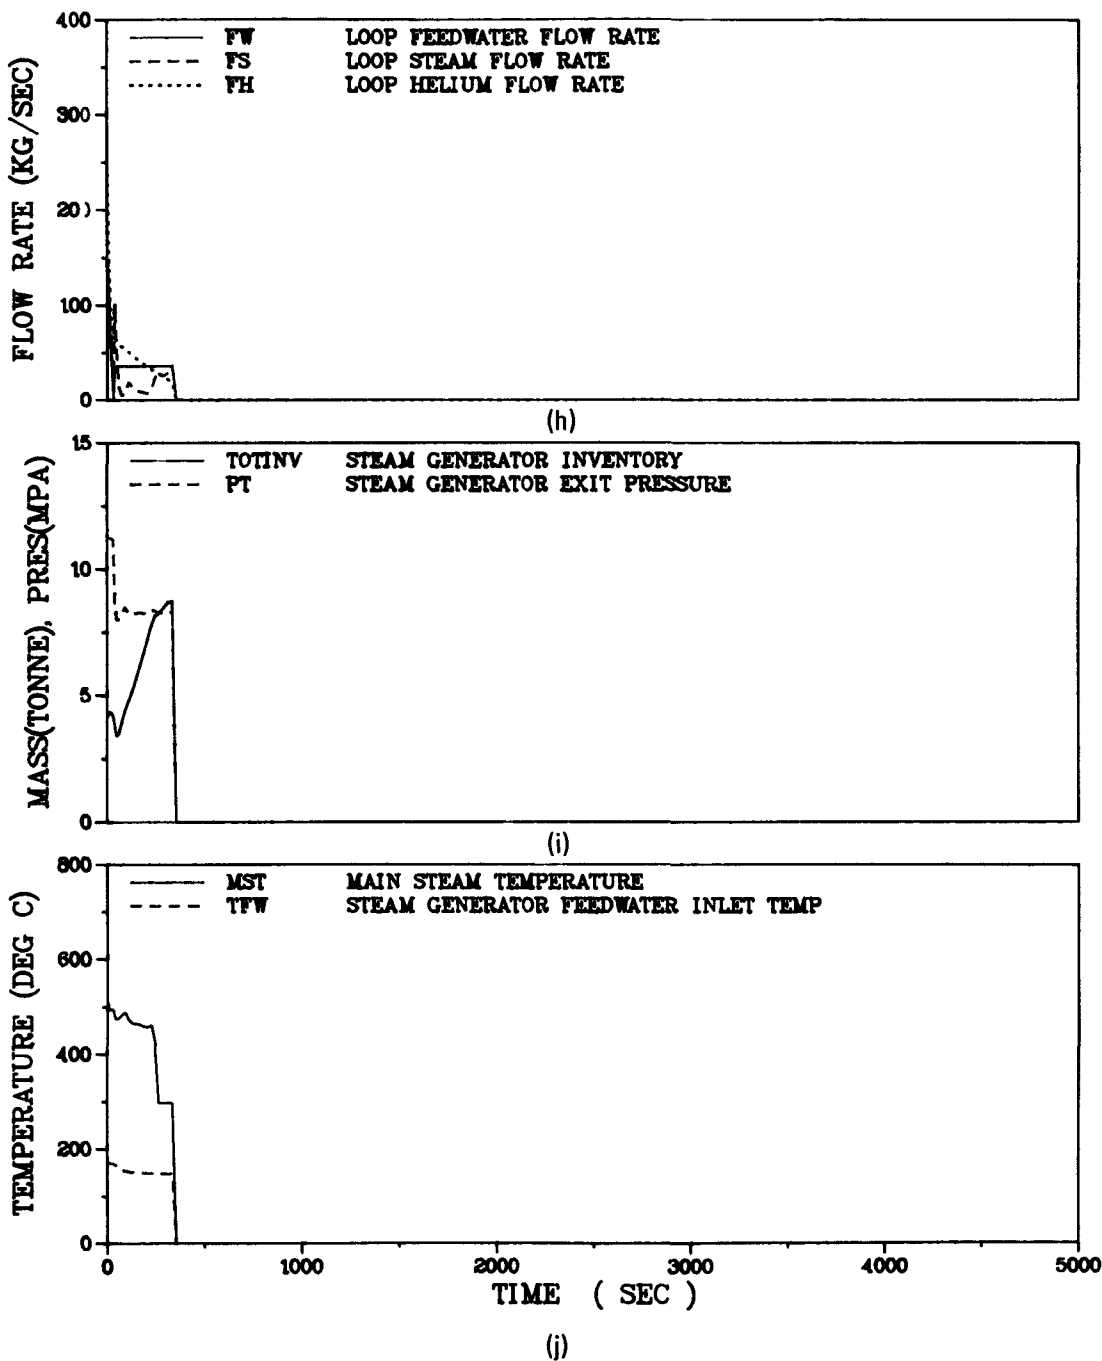 400
300
20)
100
0
FLOW RATE (KG/SEC)
FW LOOP FEEDWATER FLOW RATE
FS LOOP STEAM FLOW RATE
FH LOOP HELIUM FLOW RATE
(h)
15
10
5
0
MASS(TONNE), PRES(MPA)
TOTINV STEAM GENERATOR INVENTORY
PT STEAM GENERATOR EXIT PRESSURE
(i)
800
600
400
200
0
TEMPERATURE (DEG C)
MST MAIN STEAM TEMPERATURE
TFW STEAM GENERATOR FEEDWATER INLET TEMP
0 1000 2000 3000 4000 5000
TIME ( SEC )
(j)